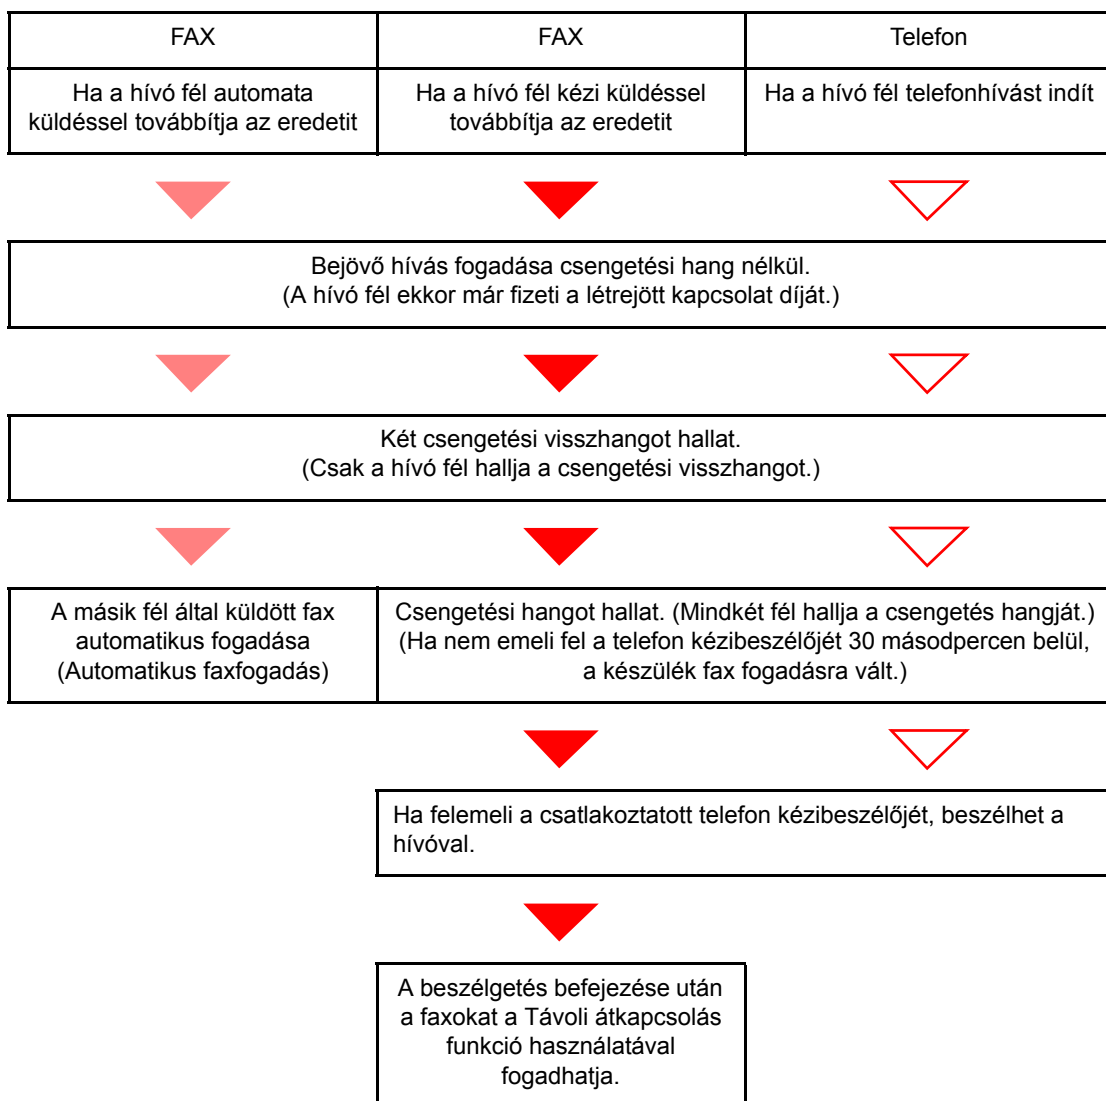 FAX
FAX
Telefon
Ha a hívó fél automata
küldéssel továbbítja az eredetit
Ha a hívó fél kézi küldéssel
továbbítja az eredetit
Ha a hívó fél telefonhívást indít
Bejövő hívás fogadása csengetési hang nélkül.
(A hívó fél ekkor már fizeti a létrejött kapcsolat díját.)
Két csengetési visszhangot hallat.
(Csak a hívó fél hallja a csengetési visszhangot.)
A másik fél által küldött fax
automatikus fogadása
(Automatikus faxfogadás)
Csengetési hangot hallat. (Mindkét fél hallja a csengetés hangját.)
(Ha nem emeli fel a telefon kézibeszélőjét 30 másodpercen belül,
a készülék fax fogadásra vált.)
Ha felemeli a csatlakoztatott telefon kézibeszélőjét, beszélhet a
hívóval.
A beszélgetés befejezése után
a faxokat a Távoli átkapcsolás
funkció használatával
fogadhatja.